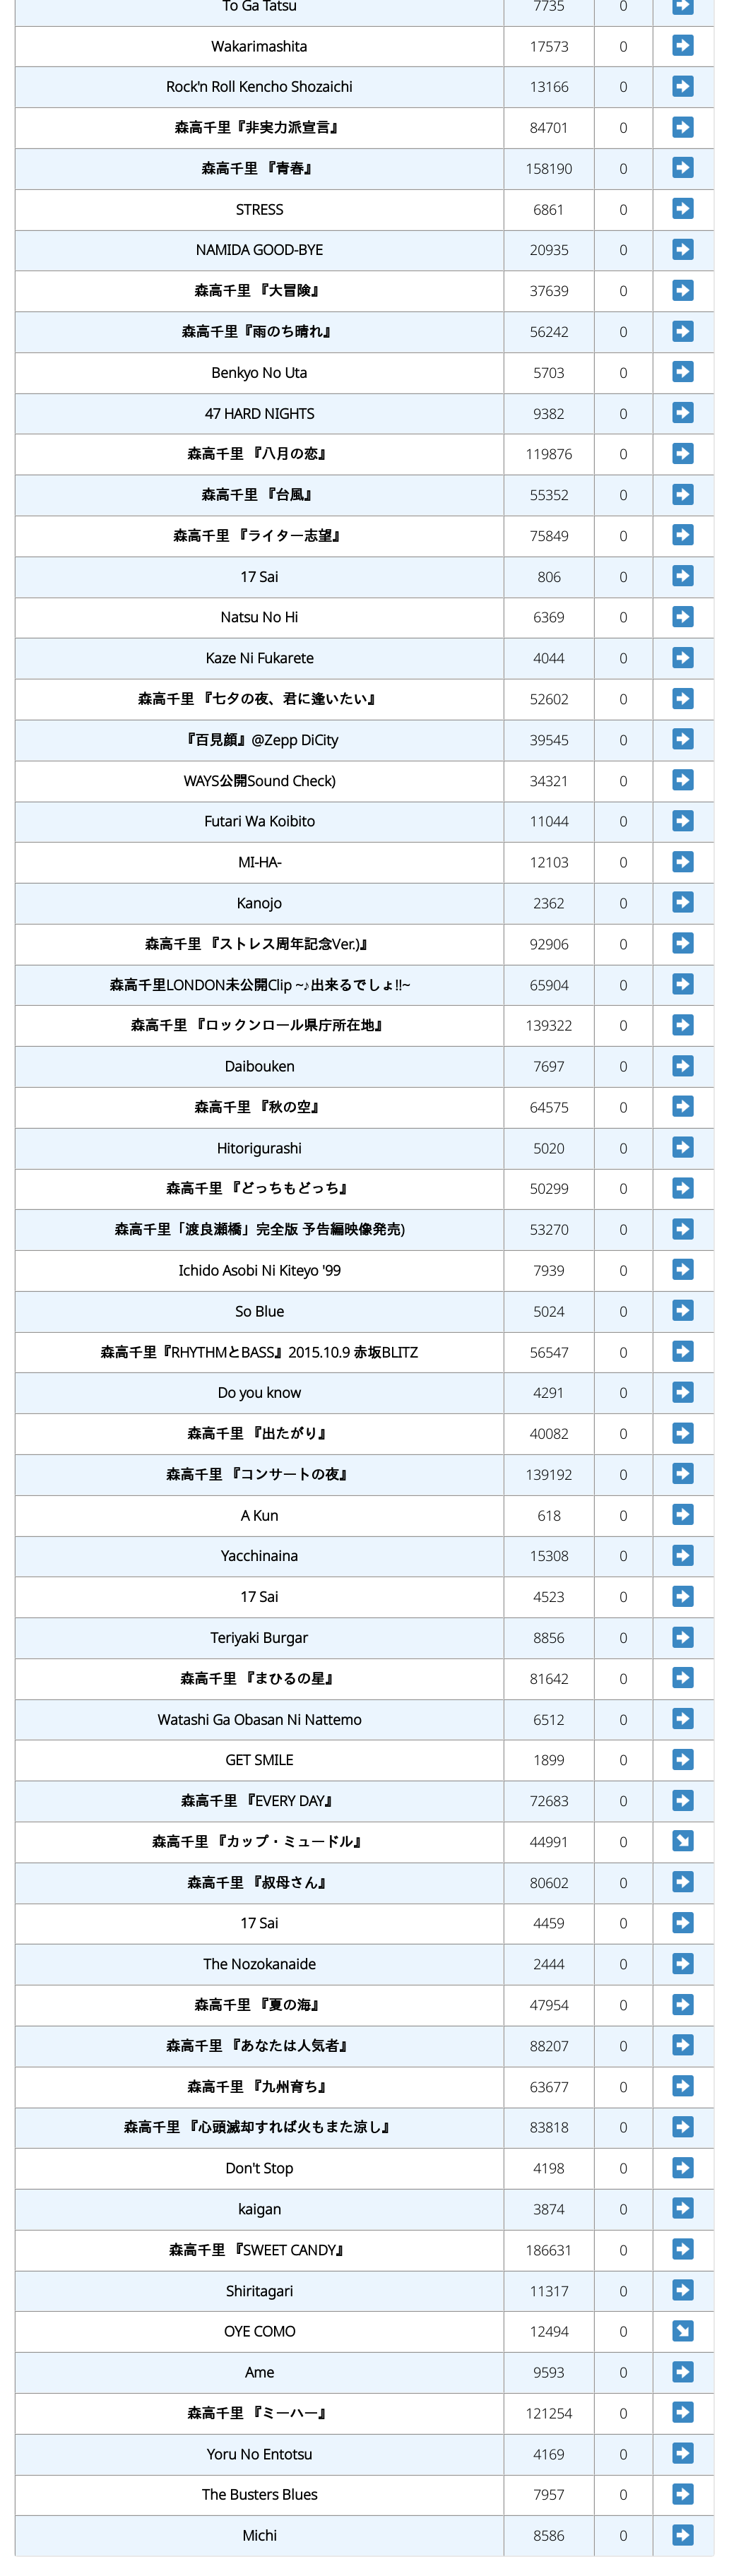 To Ga Tatsu 7735 0
Wakarimashita 17573 0
Rock'n Roll Kencho Shozaichi 13166 0
森高千里『非実力派宣言』 84701 0
森高千里 『青春』 158190 0
STRESS 6861 0
NAMIDA GOOD-BYE 20935 0
森高千里 『大冒険』 37639 0
森高千里『雨のち晴れ』 56242 0
Benkyo No Uta 5703 0
47 HARD NIGHTS 9382 0
森高千里 『八月の恋』 119876 0
森高千里 『台風』 55352 0
森高千里 『ライター志望』 75849 0
17 Sai 806 0
Natsu No Hi 6369 0
Kaze Ni Fukarete 4044 0
森高千里 『七夕の夜、君に逢いたい』 52602 0
『百見顔』@Zepp DiCity 39545 0
WAYS公開Sound Check) 34321 0
Futari Wa Koibito 11044 0
MI-HA- 12103 0
Kanojo 2362 0
森高千里 『ストレス周年記念Ver.)』 92906 0
森高千里LONDON未公開Clip ~♪出来るでしょ!!~ 65904 0
森高千里 『ロックンロール県庁所在地』 139322 0
Daibouken 7697 0
森高千里 『秋の空』 64575 0
Hitorigurashi 5020 0
森高千里 『どっちもどっち』 50299 0
森高千里「渡良瀬橋」完全版 予告編映像発売) 53270 0
Ichido Asobi Ni Kiteyo '99 7939 0
So Blue 5024 0
森高千里『RHYTHMとBASS』2015.10.9 赤坂BLITZ 56547 0
Do you know 4291 0
森高千里 『出たがり』 40082 0
森高千里 『コンサートの夜』 139192 0
A Kun 618 0
Yacchinaina 15308 0
17 Sai 4523 0
Teriyaki Burgar 8856 0
森高千里 『まひるの星』 81642 0
Watashi Ga Obasan Ni Nattemo 6512 0
GET SMILE 1899 0
森高千里 『EVERY DAY』 72683 0
森高千里 『カップ・ミュードル』 44991 0
森高千里 『叔母さん』 80602 0
17 Sai 4459 0
The Nozokanaide 2444 0
森高千里 『夏の海』 47954 0
森高千里 『あなたは人気者』 88207 0
森高千里 『九州育ち』 63677 0
森高千里 『心頭滅却すれば火もまた涼し』 83818 0
Don't Stop 4198 0
kaigan 3874 0
森高千里 『SWEET CANDY』 186631 0
Shiritagari 11317 0
OYE COMO 12494 0
Ame 9593 0
森高千里 『ミーハー』 121254 0
Yoru No Entotsu 4169 0
The Busters Blues 7957 0
Michi 8586 0